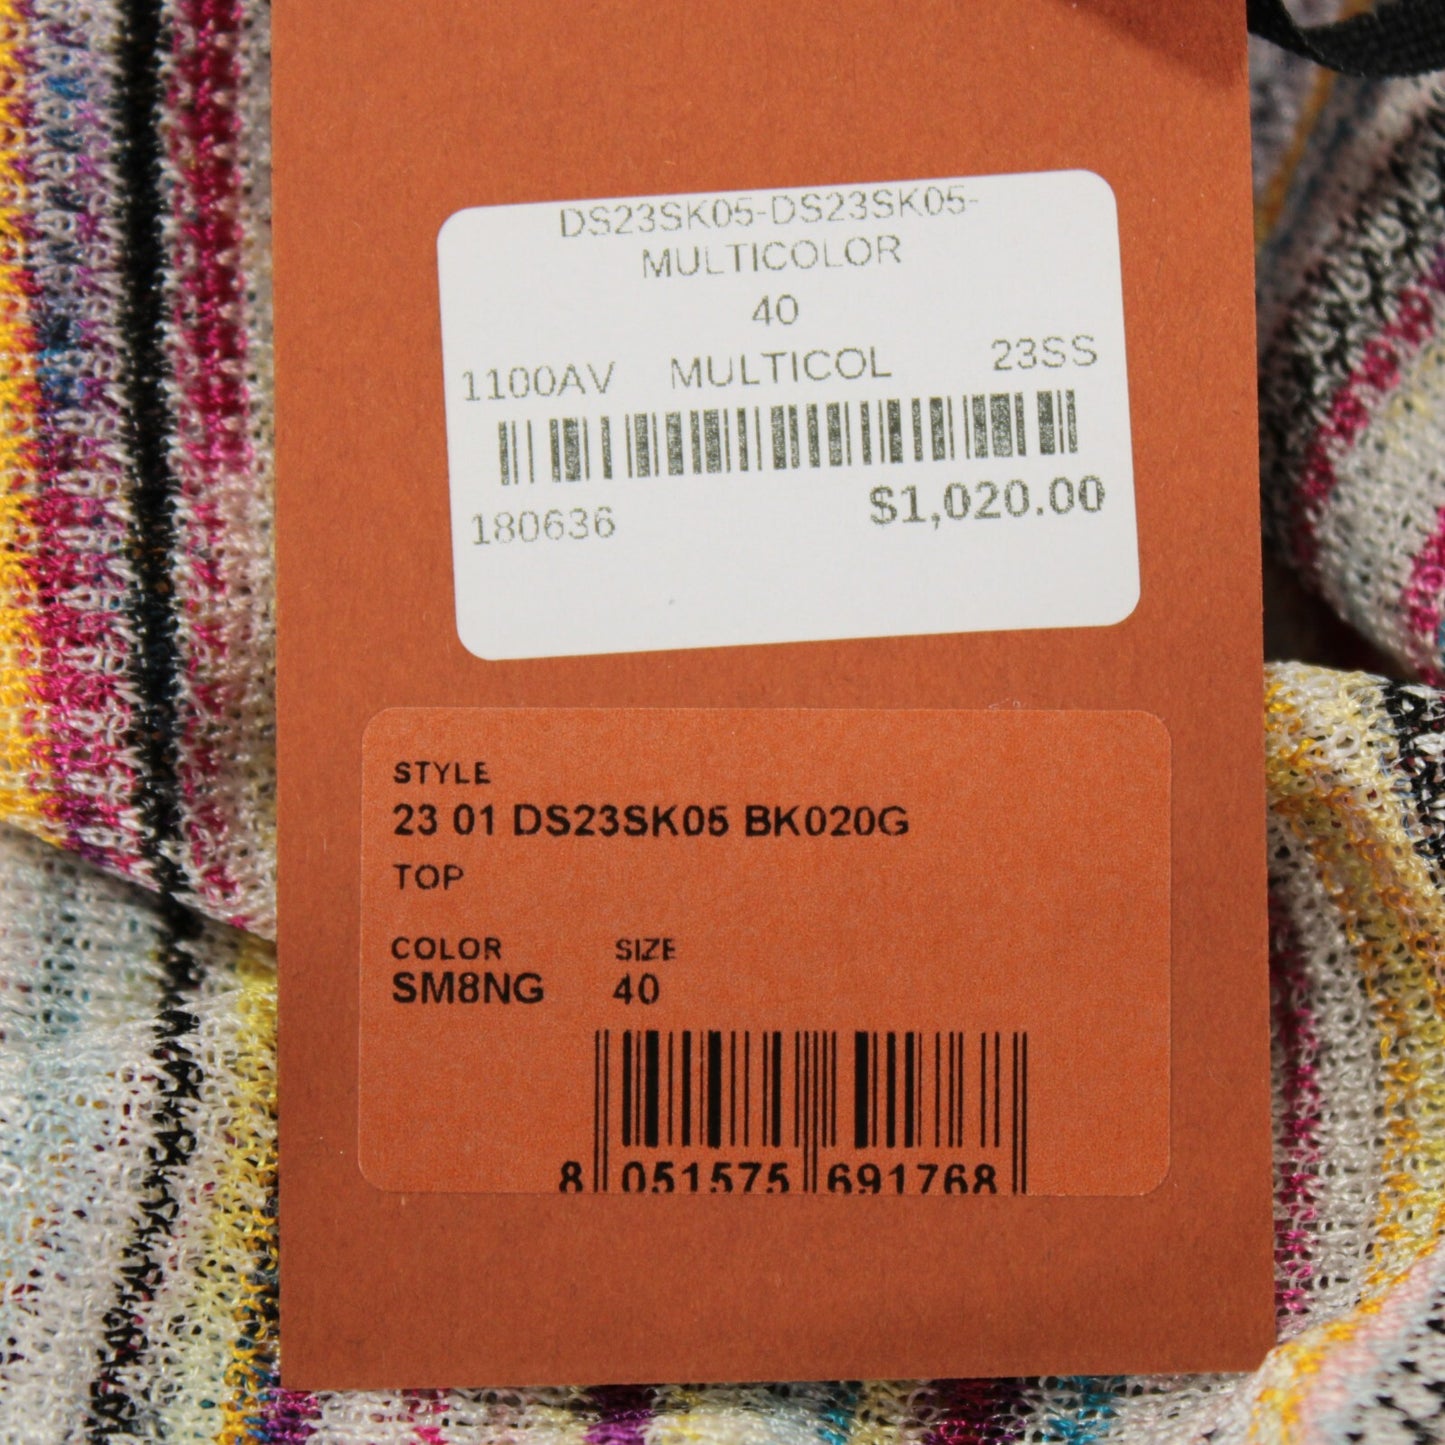 DS23SK05-DS23SK05-
MULTICOLOR
40
1100AV MULTICOL 23SS
180636 $1,020.00
STYLE
23 01 DS23SK05 BK020G
TOP
COLOR SIZE
SM8NG 40
8 051575 691768